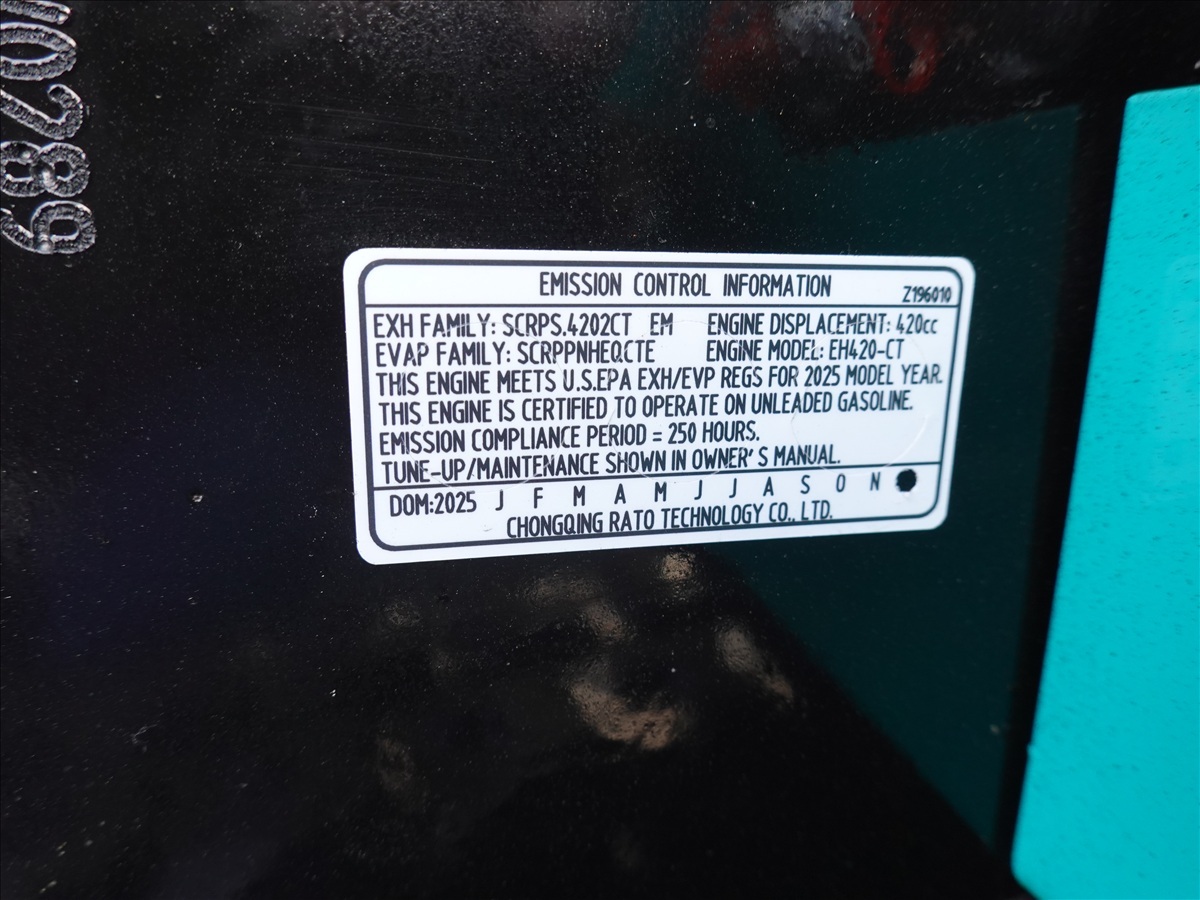 EMISSION CONTROL INFORMATION
Z196010
EXH FAMILY: SCRPS.4202CT EM ENGINE DISPLACEMENT: 420cc
EVAP FAMILY: SCRPPNHEQCTE ENGINE MODEL: EH420-CT
THIS ENGINE MEETS U.S.EPA EXH/EVP REGS FOR 2025 MODEL YEAR.
THIS ENGINE IS CERTIFIED TO OPERATE ON UNLEADED GASOLINE.
EMISSION COMPLIANCE PERIOD = 250 HOURS.
TUNE-UP/MAINTENANCE SHOWN IN OWNER'S MANUAL.
DOM:2025 J F M A M J J A S O N
CHONGQING RATO TECHNOLOGY CO., LTD.